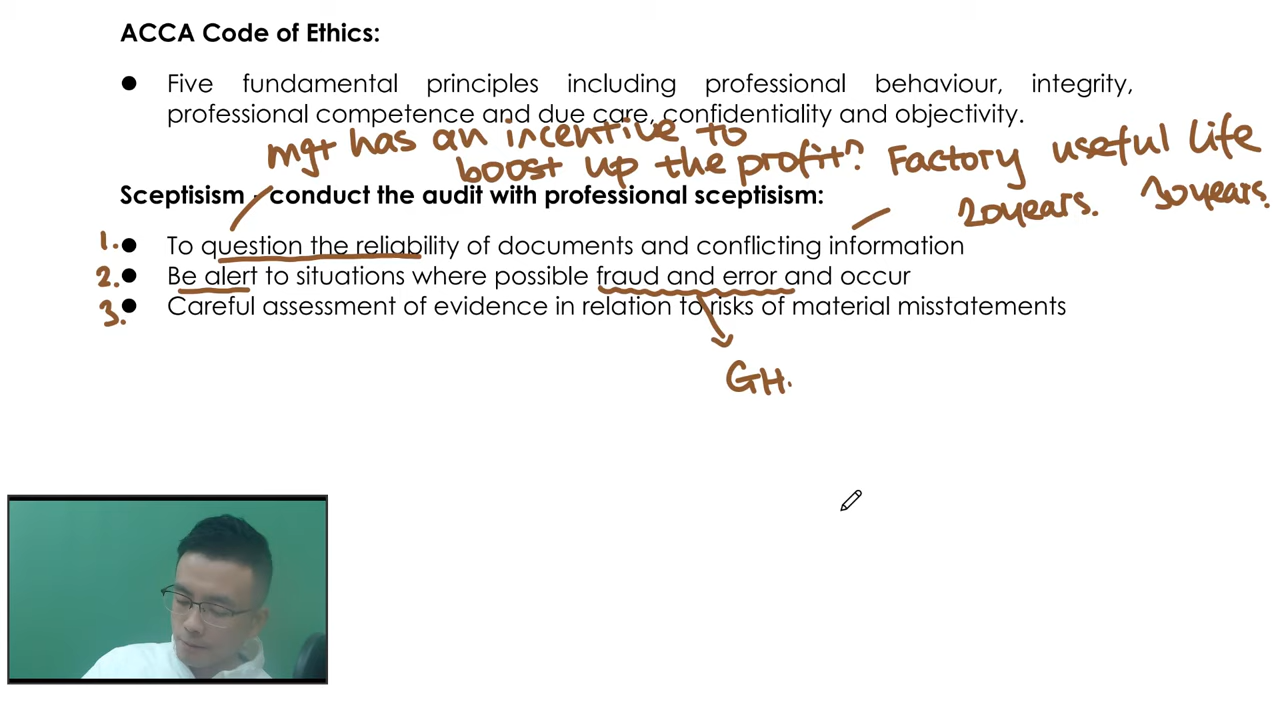 ACCA Code of Ethics:
● Five fundamental principles including professional behaviour, integrity,
professional competence and due care, confidentiality and objectivity.
mgt has an incentive to
boost up the profit?
Factory useful life
20years. 30years.
Sceptisism - conduct the audit with professional sceptisism:
1. ● To question the reliability of documents and conflicting information
2. ● Be alert to situations where possible fraud and error and occur
3. ● Careful assessment of evidence in relation to risks of material misstatements
GH.